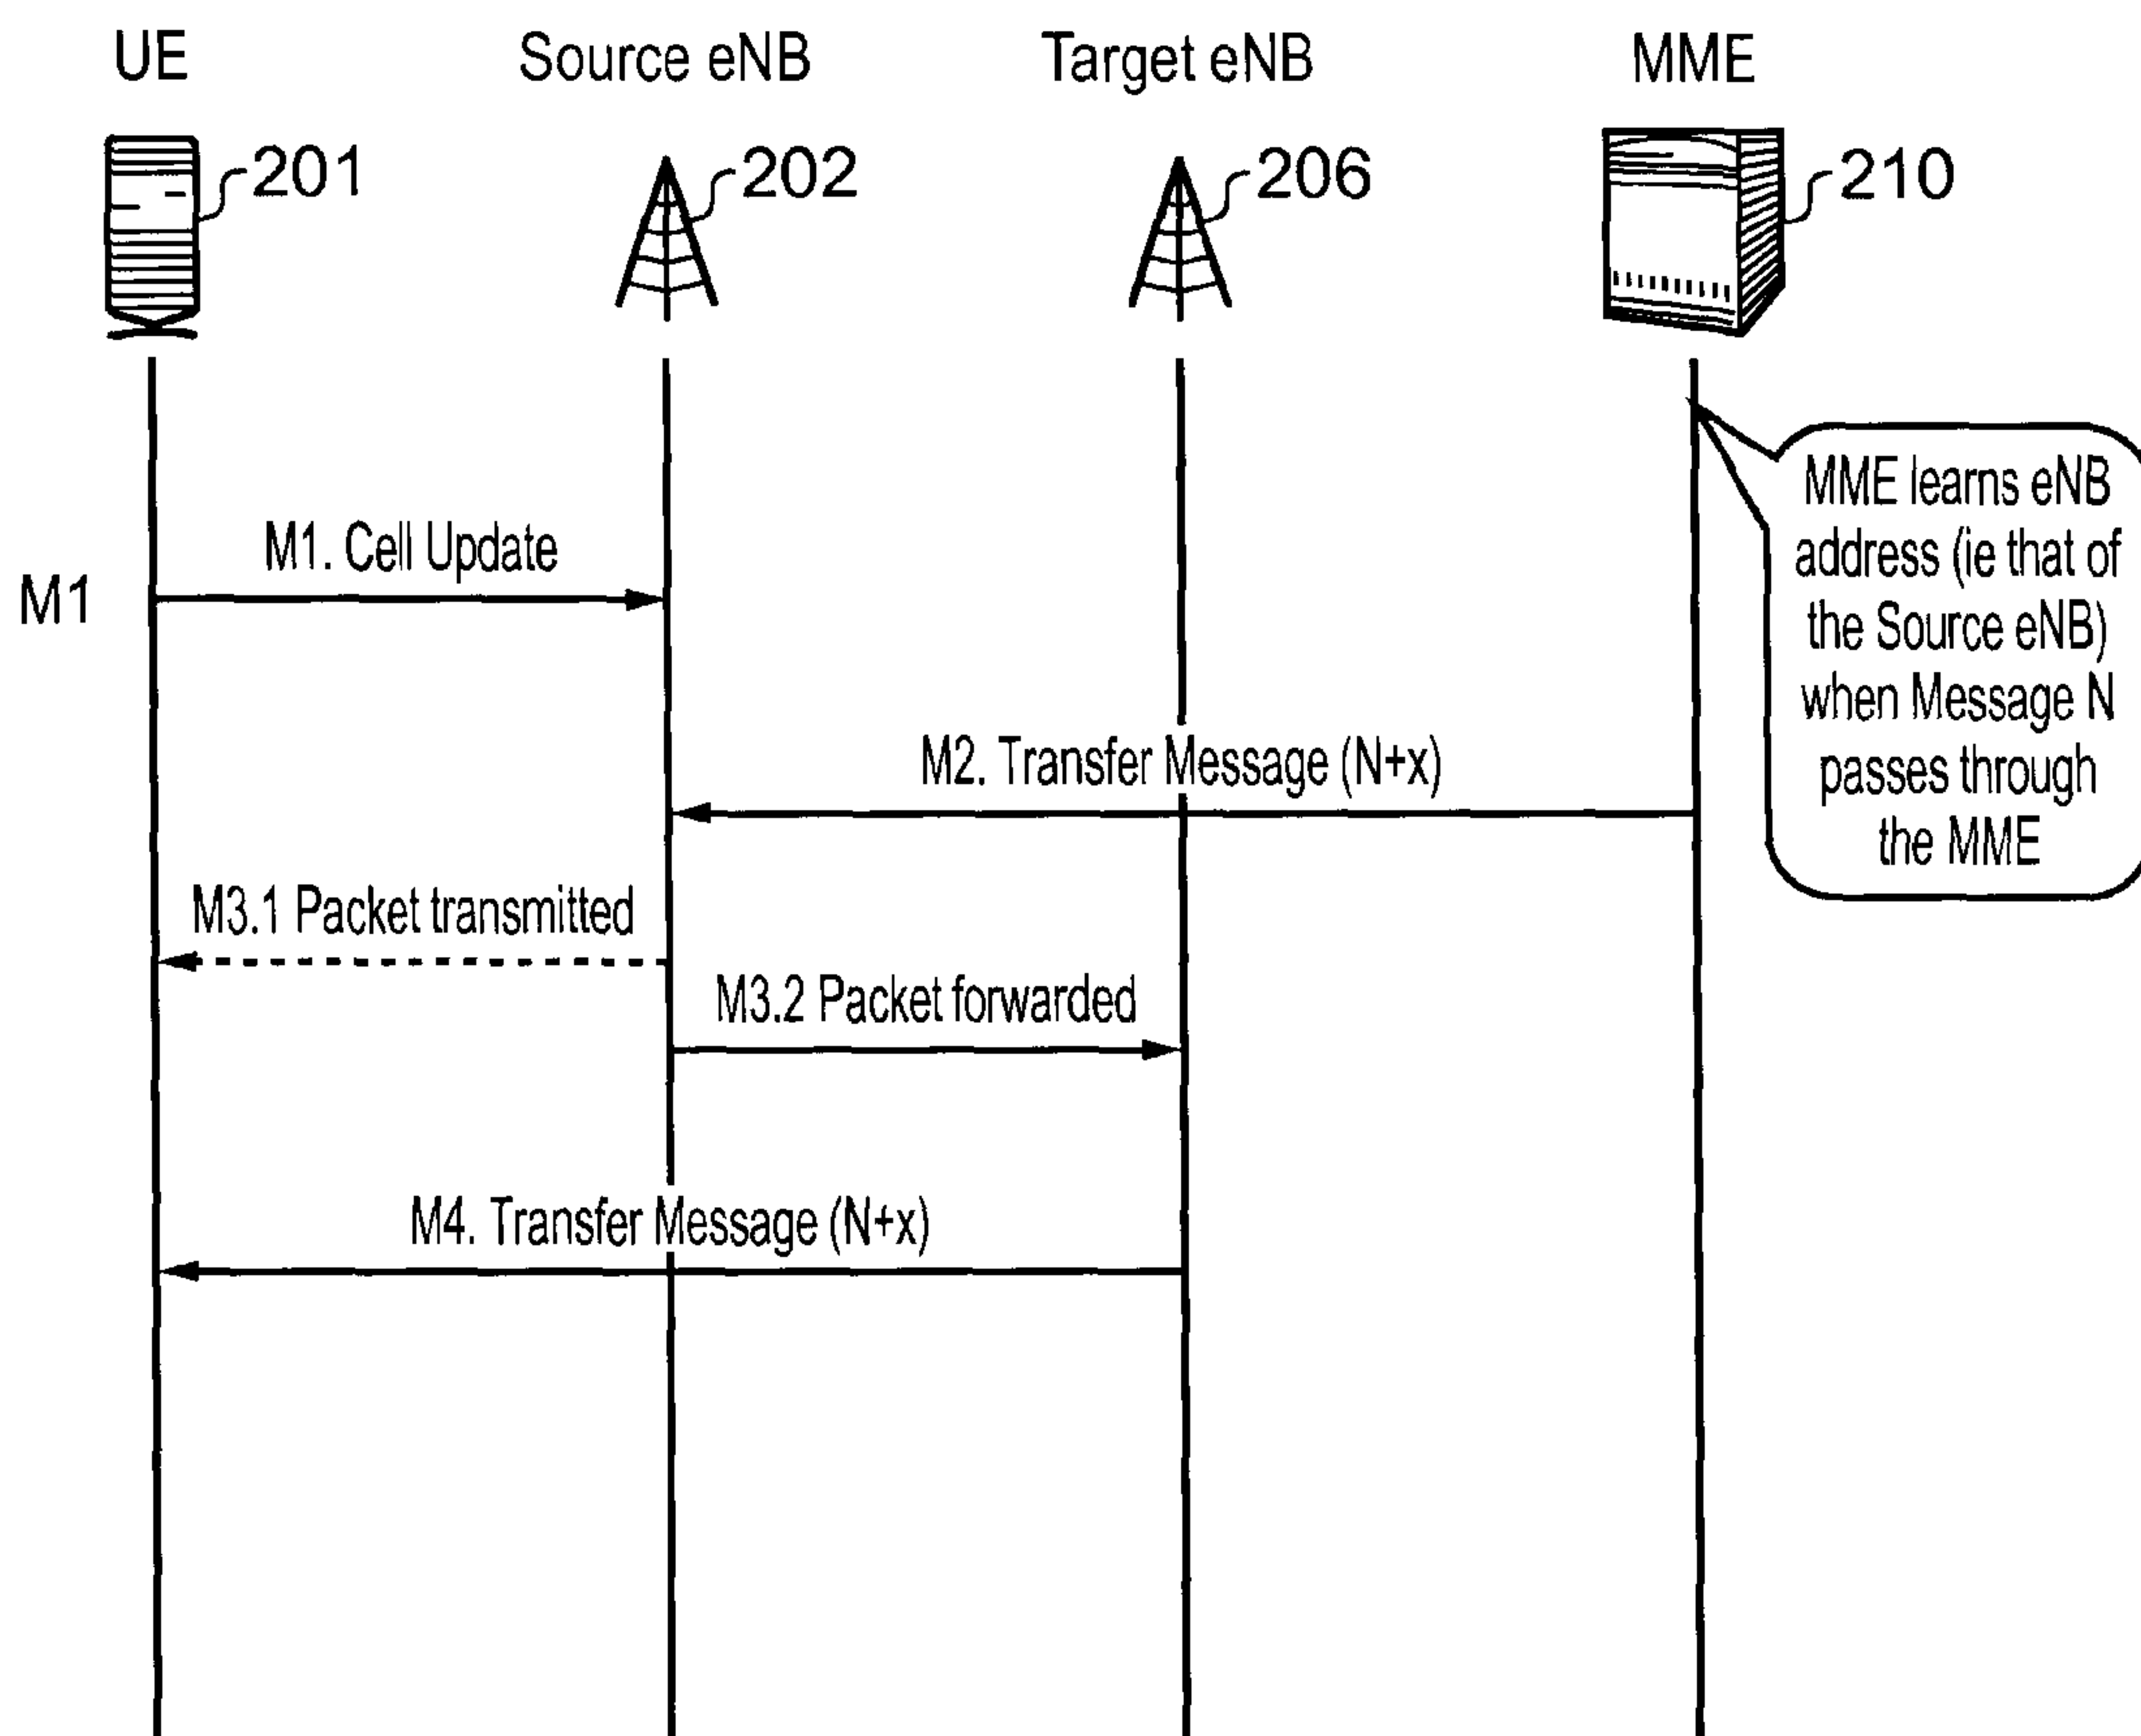 UE
Source eNB
Target eNB
MME
201
202
206
210
MME learns eNB
address (ie that of
the Source eNB)
when Message N
passes through
the MME
M1. Cell Update
M1
M2. Transfer Message (N+x)
M3.1 Packet transmitted
M3.2 Packet forwarded
M4. Transfer Message (N+x)